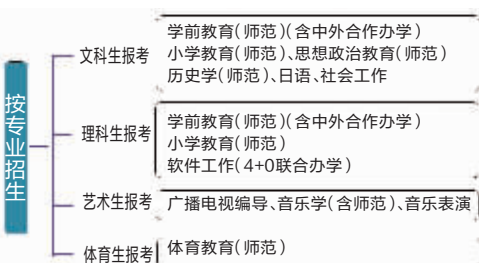 按专业招生
文科生报考
学前教育(师范)(含中外合作办学)
小学教育(师范)、思想政治教育(师范)
历史学(师范)、日语、社会工作
理科生报考
学前教育(师范)(含中外合作办学)
小学教育(师范)
软件工作(4+0联合办学)
艺术生报考
广播电视编导、音乐学(含师范)、音乐表演
体育生报考
体育教育(师范)